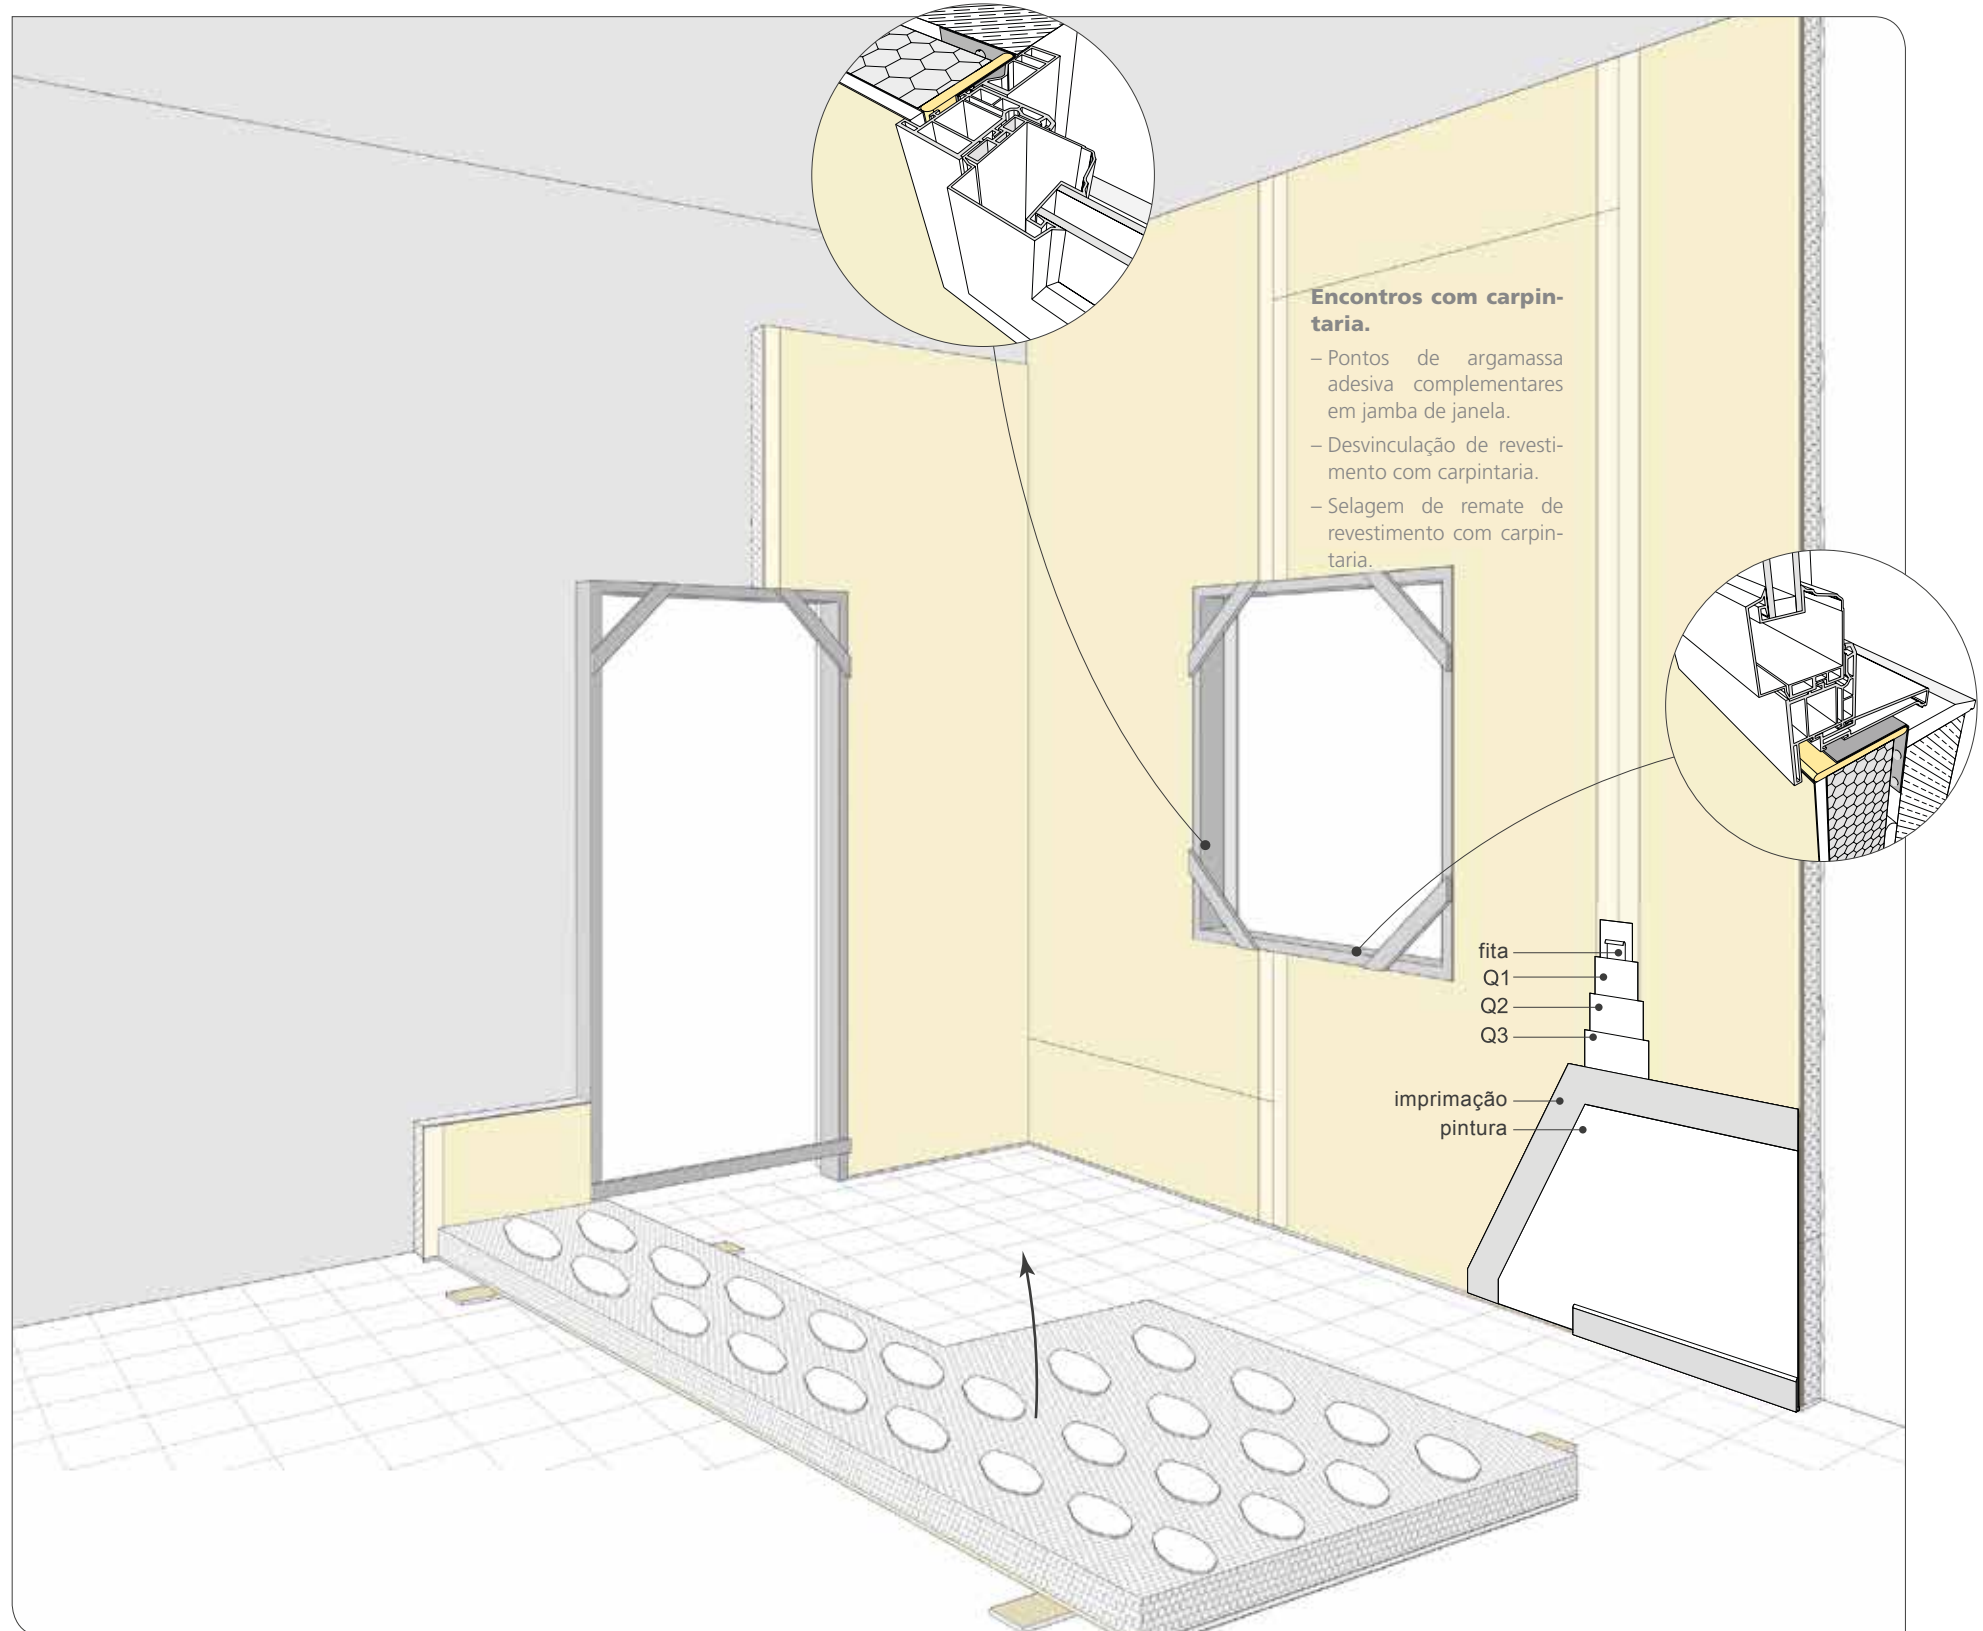 Encontros com carpin-
taria.
– Pontos de argamassa
adesiva complementares
em jamba de janela.
– Desvinculação de revesti-
mento com carpintaria.
– Selagem de remate de
revestimento com carpin-
taria.
fita
Q1
Q2
Q3
imprimação
pintura